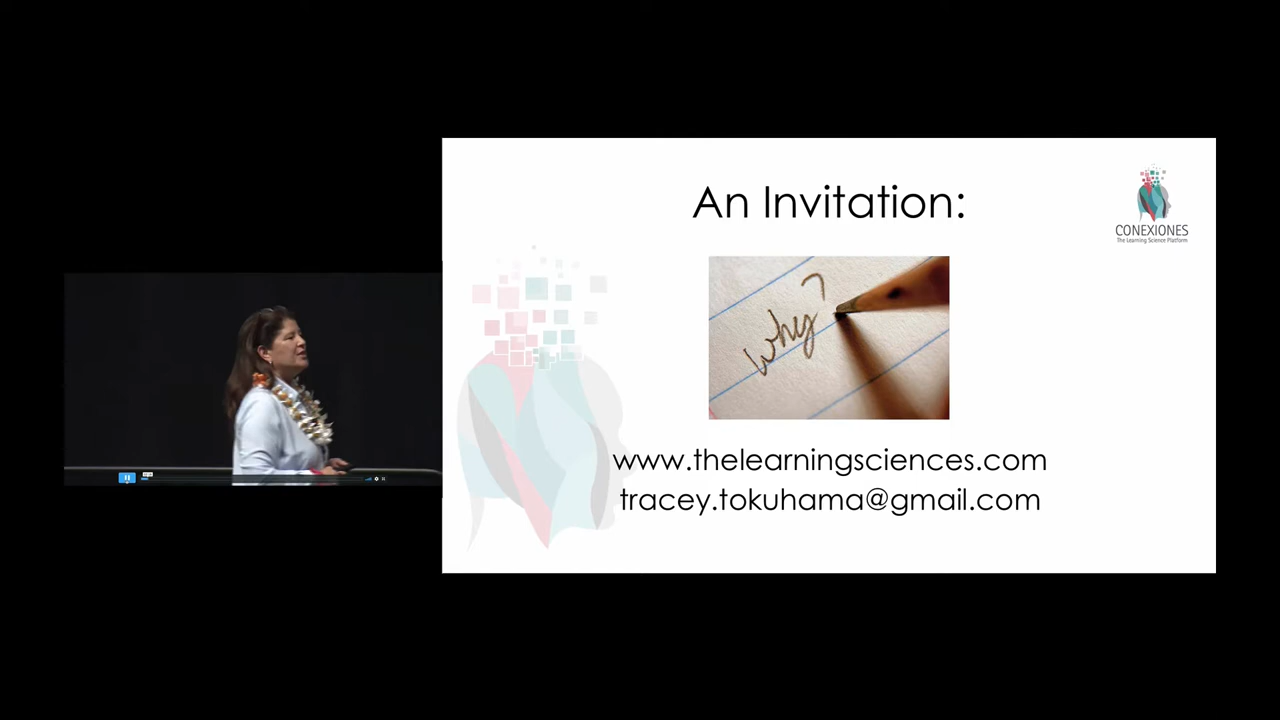 An Invitation:
CONEXIONES
The Learning Science Platform
why?
www.thelearningsciences.com
tracey.tokuhama@gmail.com